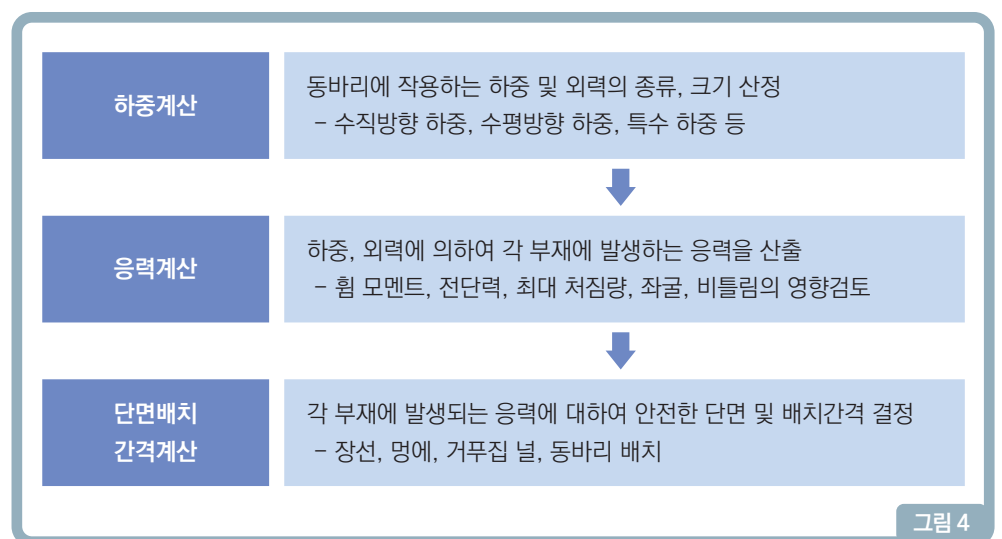 하중계산
동바리에 작용하는 하중 및 외력의 종류, 크기 산정
– 수직방향 하중, 수평방향 하중, 특수 하중 등
응력계산
하중, 외력에 의하여 각 부재에 발생하는 응력을 산출
– 휨 모멘트, 전단력, 최대 처짐량, 좌굴, 비틀림의 영향검토
단면배치
간격계산
각 부재에 발생되는 응력에 대하여 안전한 단면 및 배치간격 결정
– 장선, 멍에, 거푸집 널, 동바리 배치
그림 4